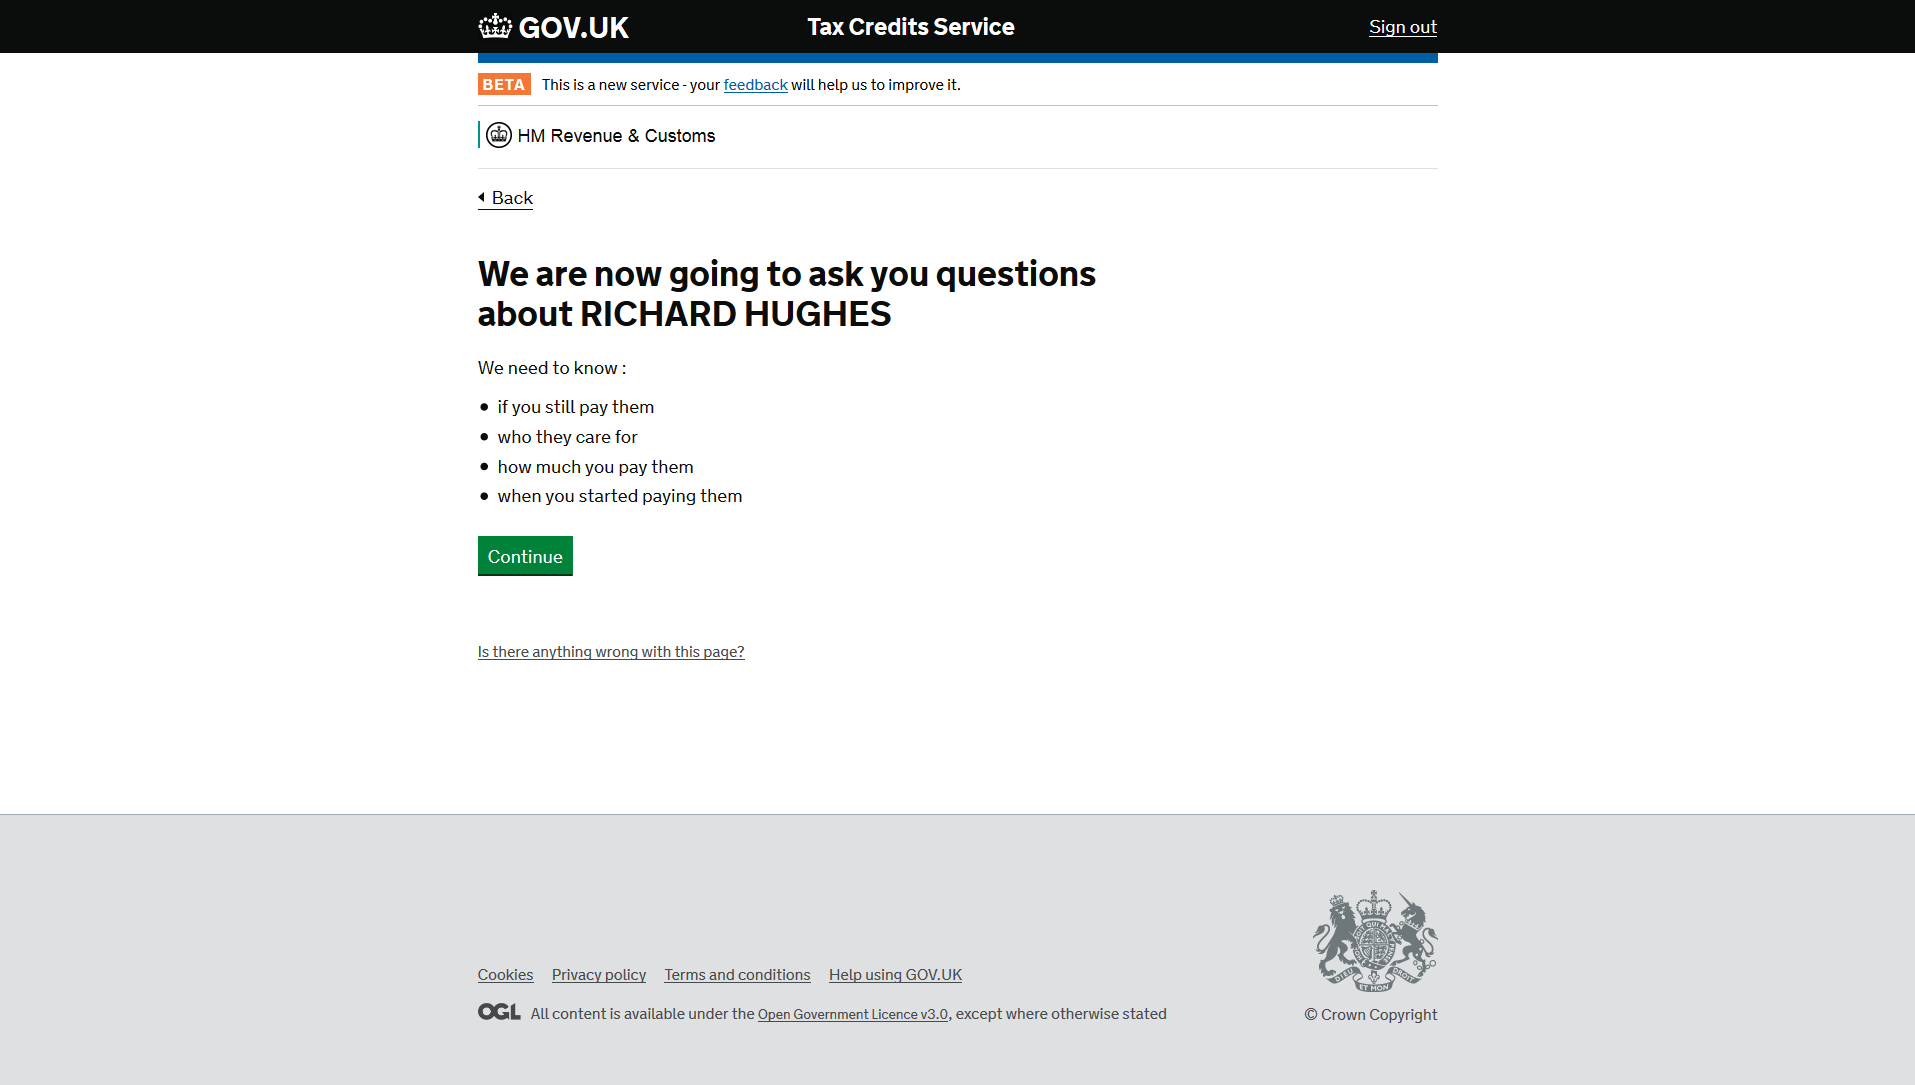 GOV.UK
Tax Credits Service
Sign out
BETA This is a new service - your feedback will help us to improve it.
HM Revenue & Customs
Back
We are now going to ask you questions
about RICHARD HUGHES
We need to know :
if you still pay them
who they care for
how much you pay them
when you started paying them
Continue
Is there anything wrong with this page?
Cookies Privacy policy Terms and conditions Help using GOV.UK
OGL All content is available under the Open Government Licence v3.0, except where otherwise stated
DIEU ET MON DROIT
© Crown Copyright